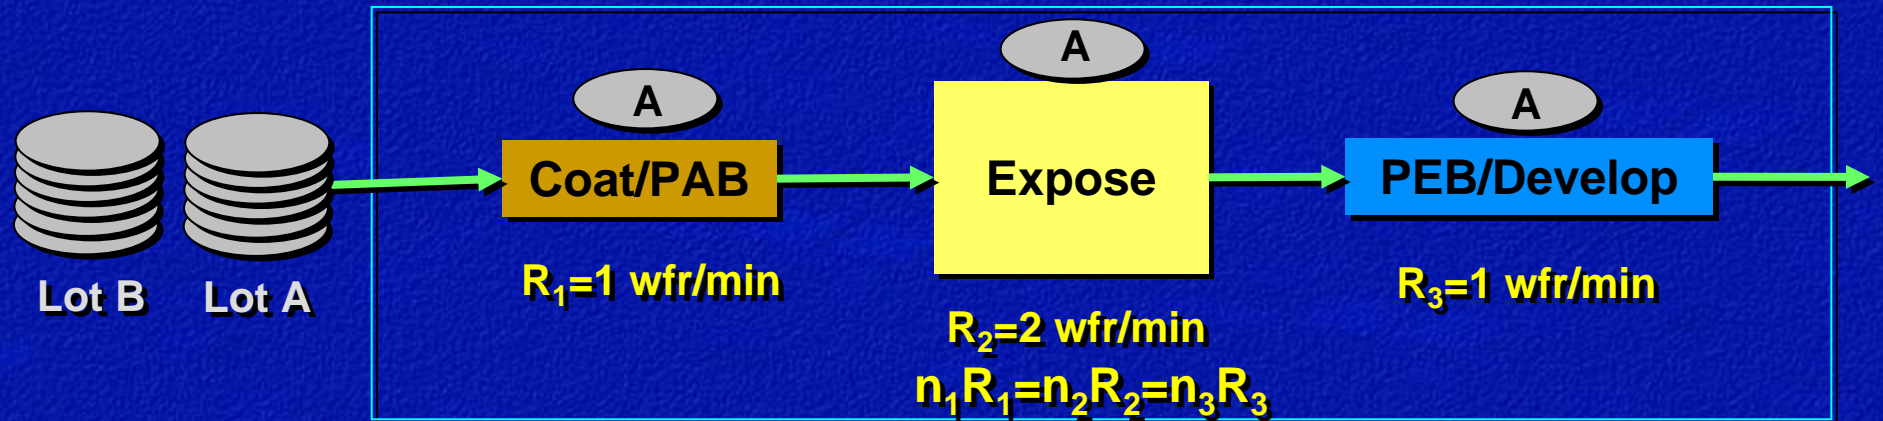 A
A
A
Coat/PAB
Expose
PEB/Develop
Lot B
Lot A
R₁=1 wfr/min
R₂=2 wfr/min
n₁R₁=n₂R₂=n₃R₃
R₃=1 wfr/min